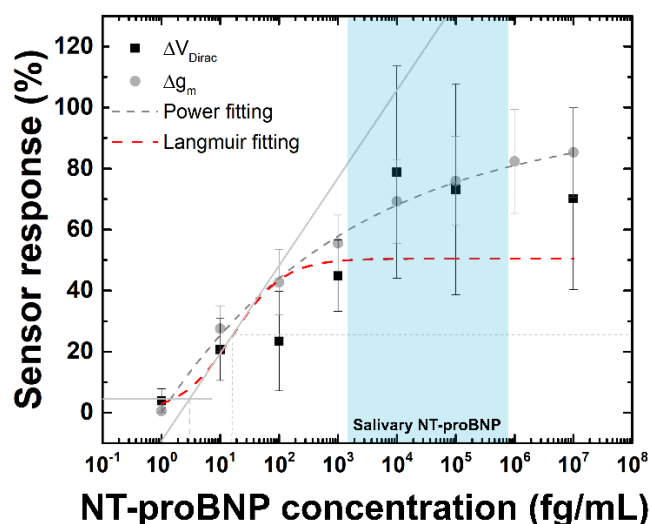 Sensor response (%)
120
100
80
60
40
20
0
ΔV_Dirac
Δg_m
Power fitting
Langmuir fitting
Salivary NT-proBNP
10^-1 10^0 10^1 10^2 10^3 10^4 10^5 10^6 10^7 10^8
NT-proBNP concentration (fg/mL)